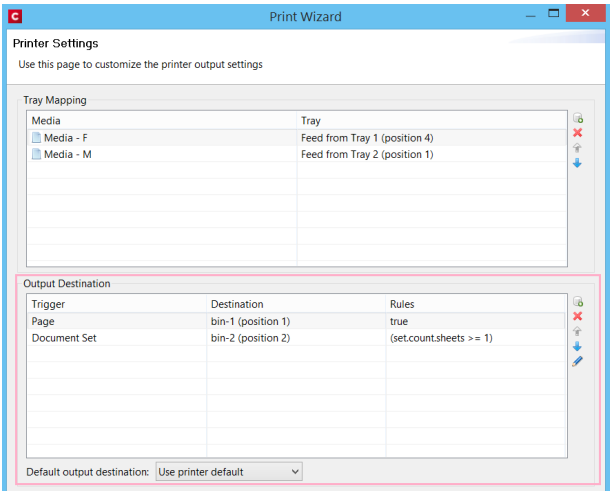 C
Print Wizard
Printer Settings
Use this page to customize the printer output settings
Tray Mapping
Media Tray
Media - F Feed from Tray 1 (position 4)
Media - M Feed from Tray 2 (position 1)
Output Destination
Trigger Destination Rules
Page bin-1 (position 1) true
Document Set bin-2 (position 2) (set.count.sheets >= 1)
Default output destination: Use printer default